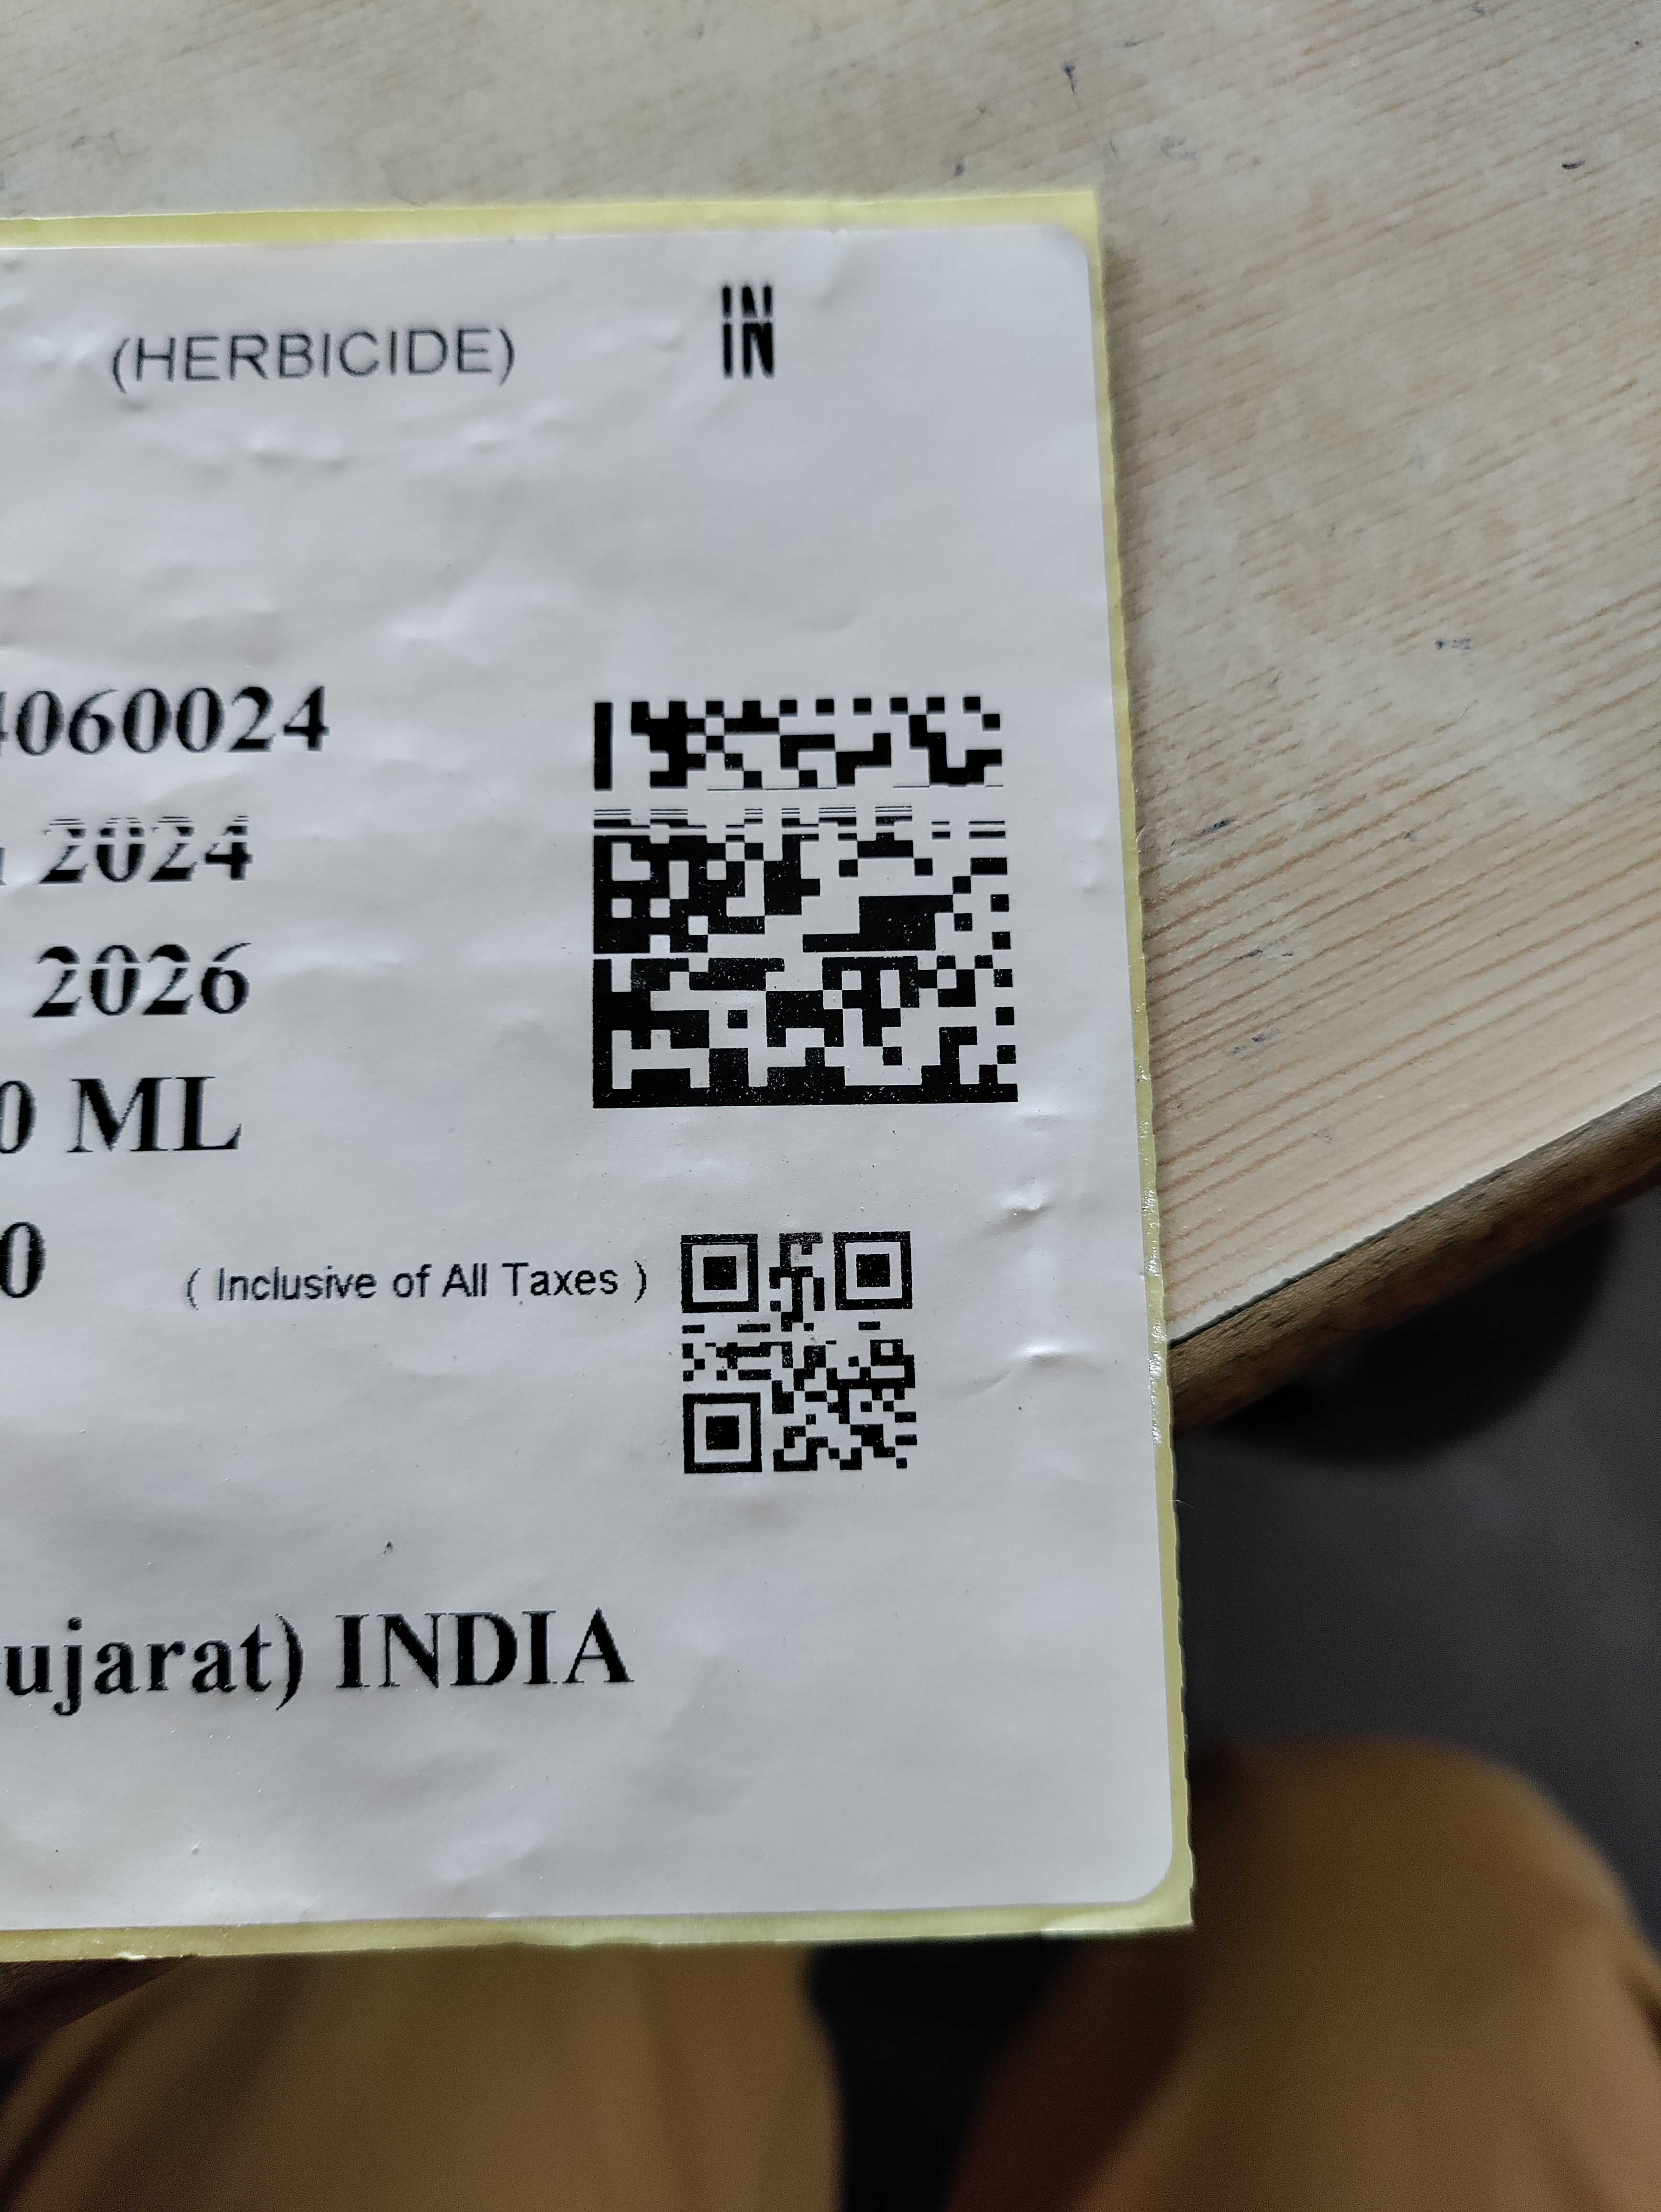 (HERBICIDE) IN
4060024
2024
2026
0 ML
0 ( Inclusive of All Taxes )
ujarat) INDIA